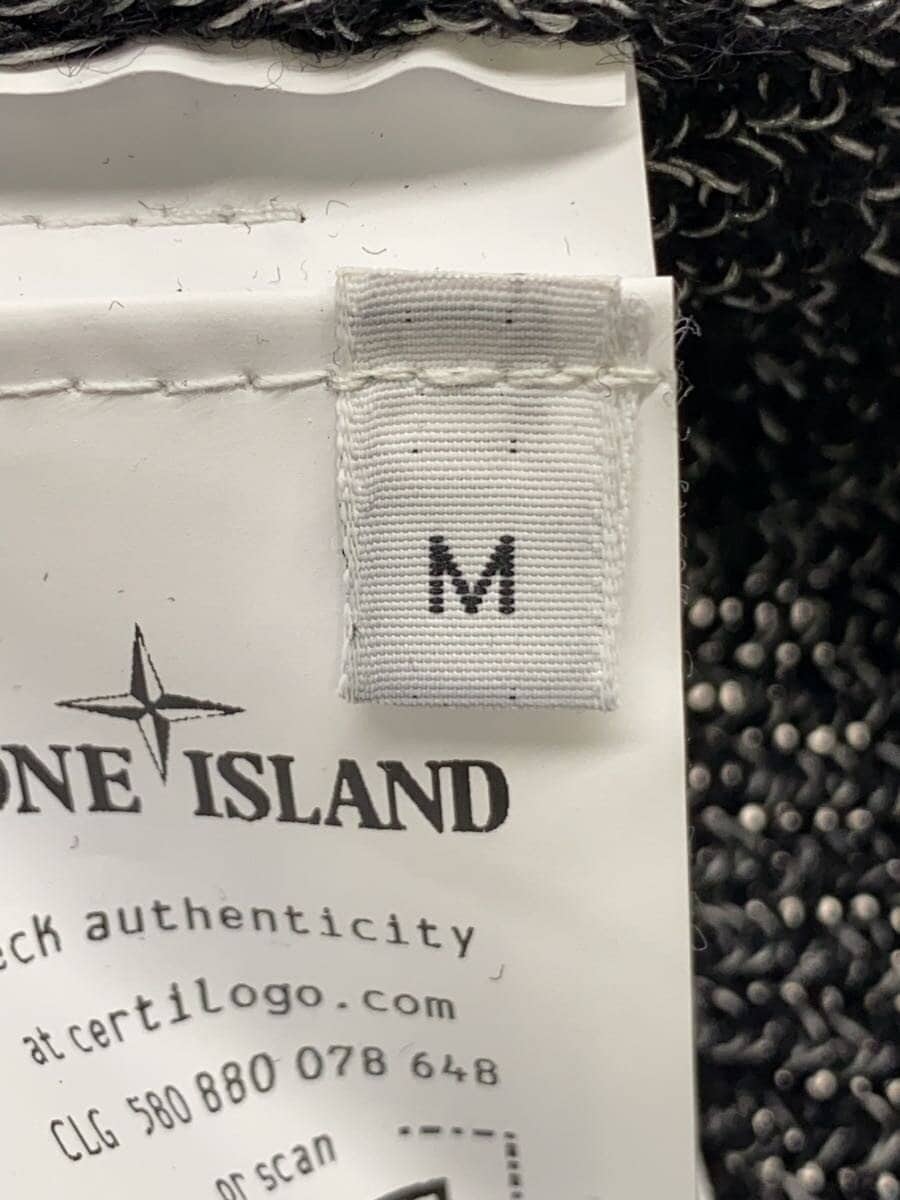 M
ONE ISLAND
eck authenticity
at certilogo.com
CLG 580 880 078 648
or scan